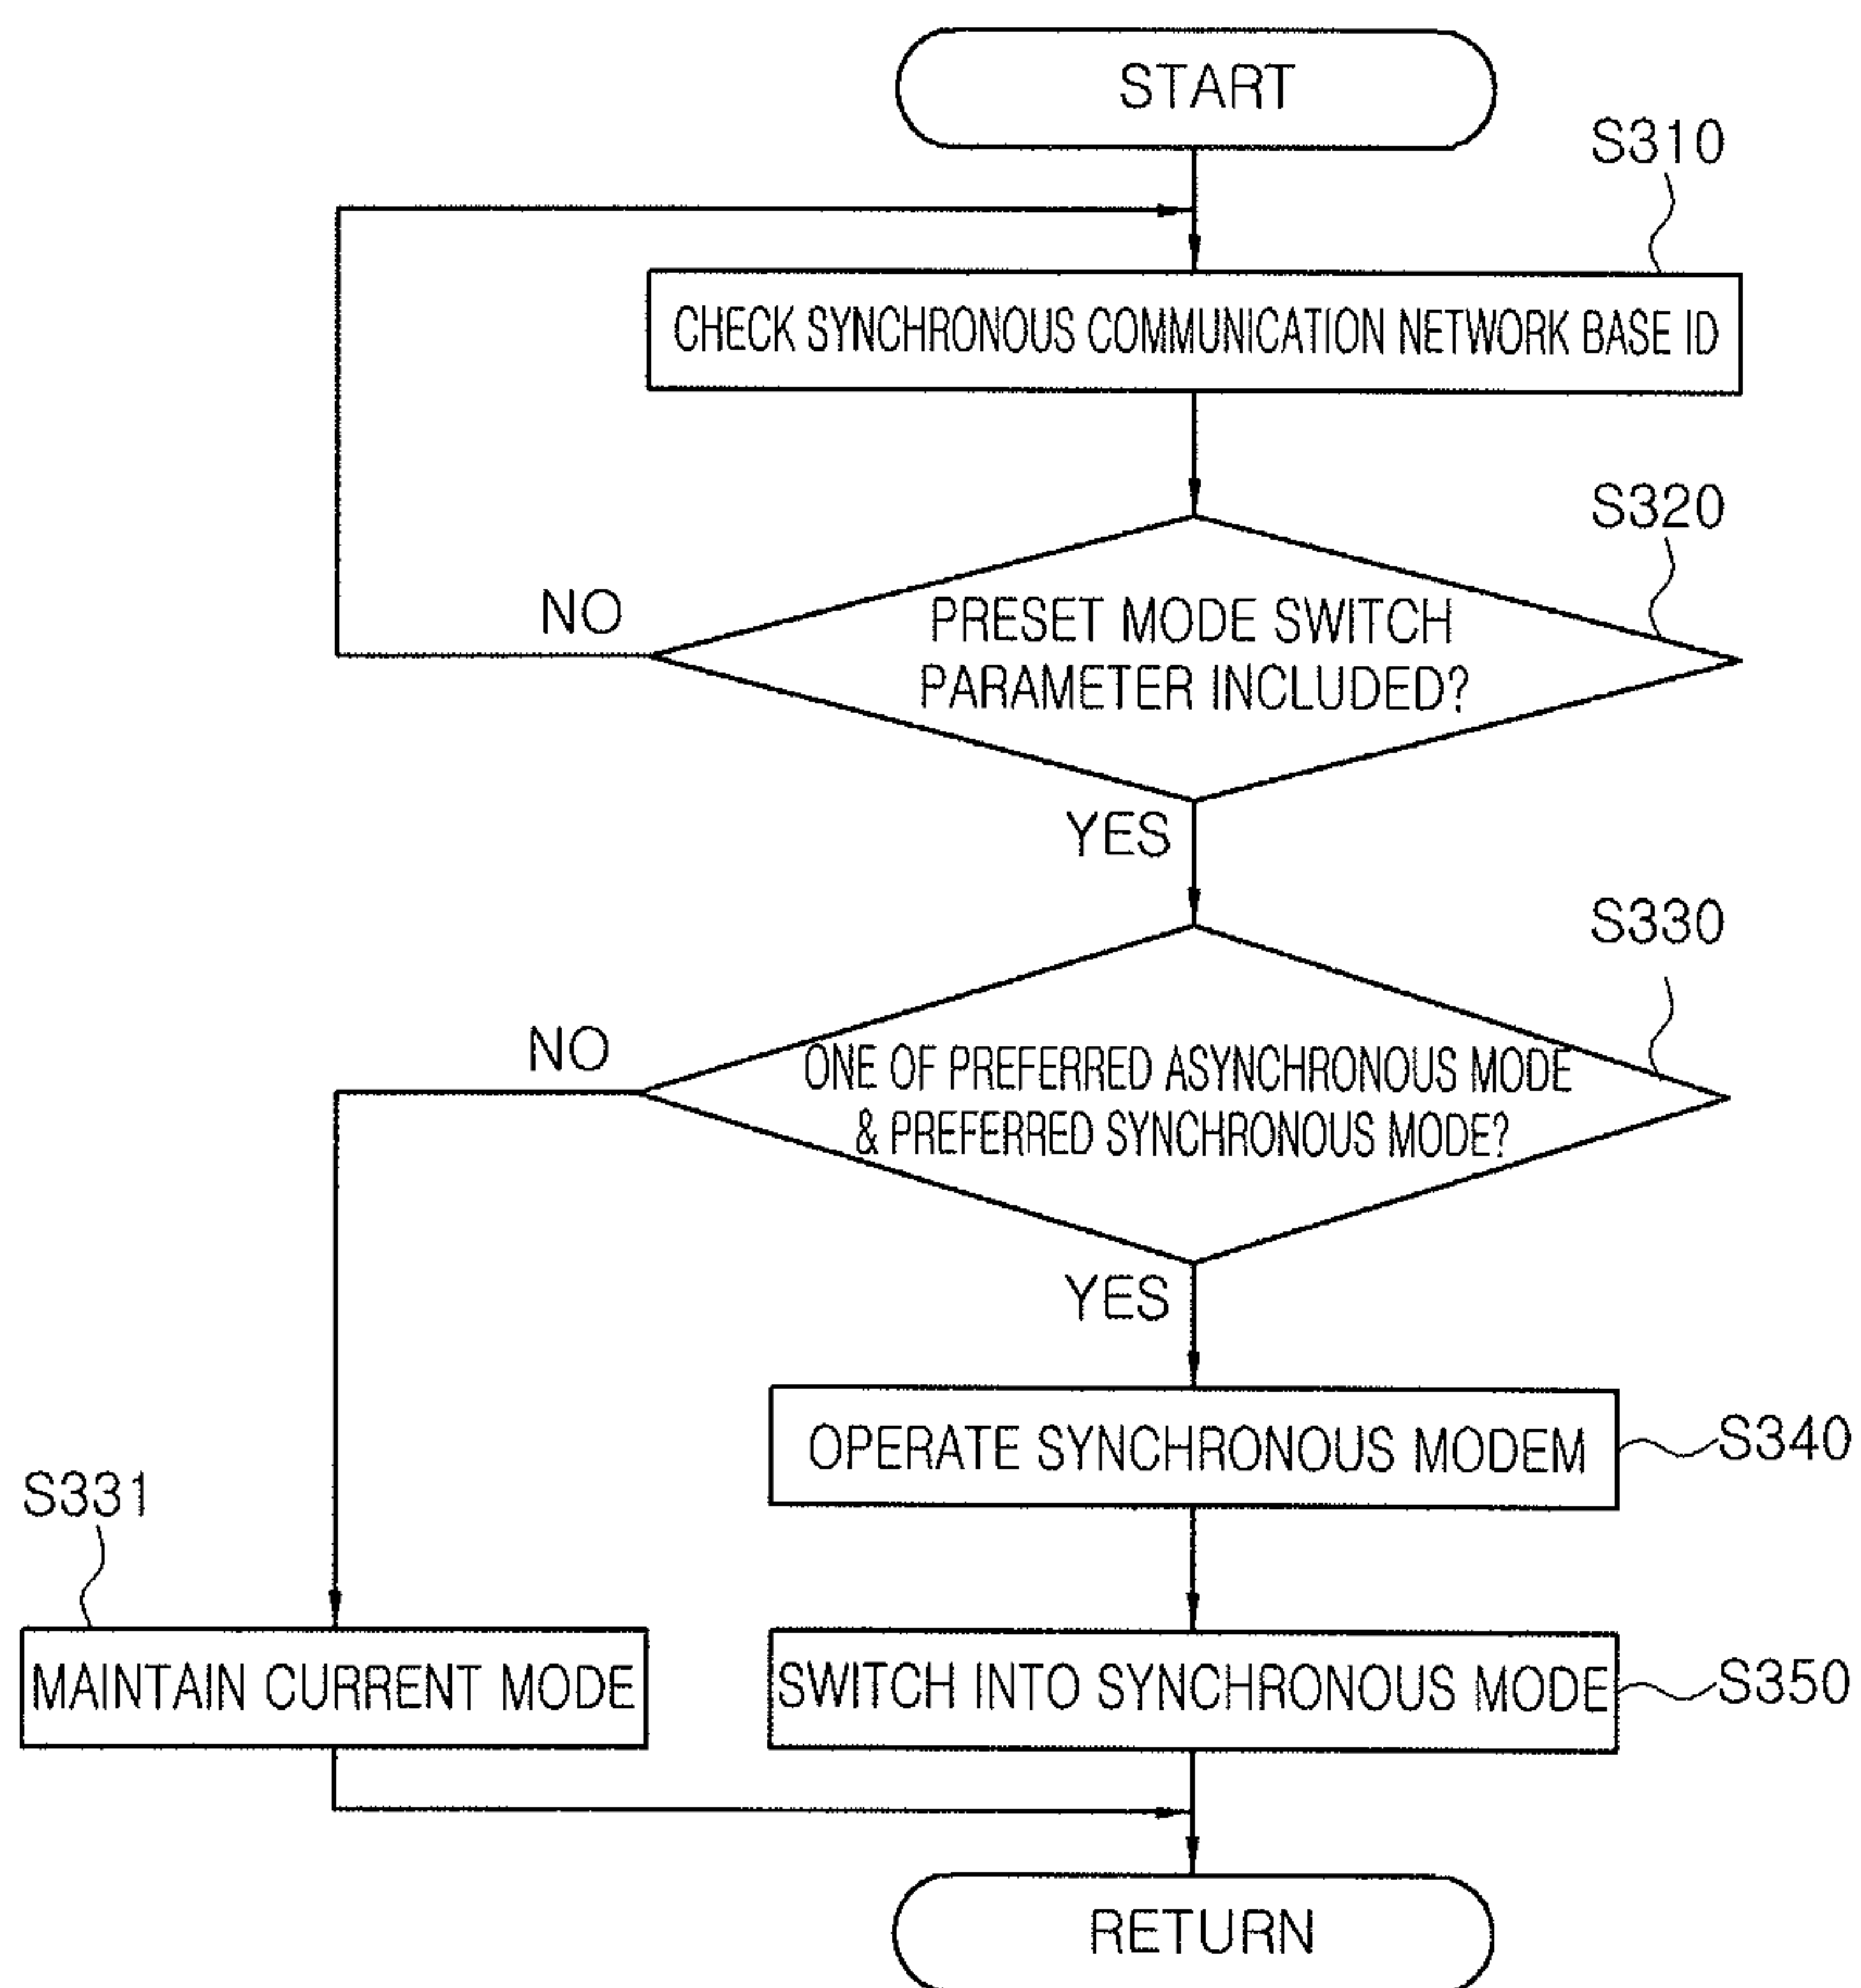 START
S310
CHECK SYNCHRONOUS COMMUNICATION NETWORK BASE ID
S320
NO
PRESET MODE SWITCH
PARAMETER INCLUDED?
YES
S330
NO
ONE OF PREFERRED ASYNCHRONOUS MODE
& PREFERRED SYNCHRONOUS MODE?
YES
OPERATE SYNCHRONOUS MODEM
S340
S331
MAINTAIN CURRENT MODE
SWITCH INTO SYNCHRONOUS MODE
S350
RETURN